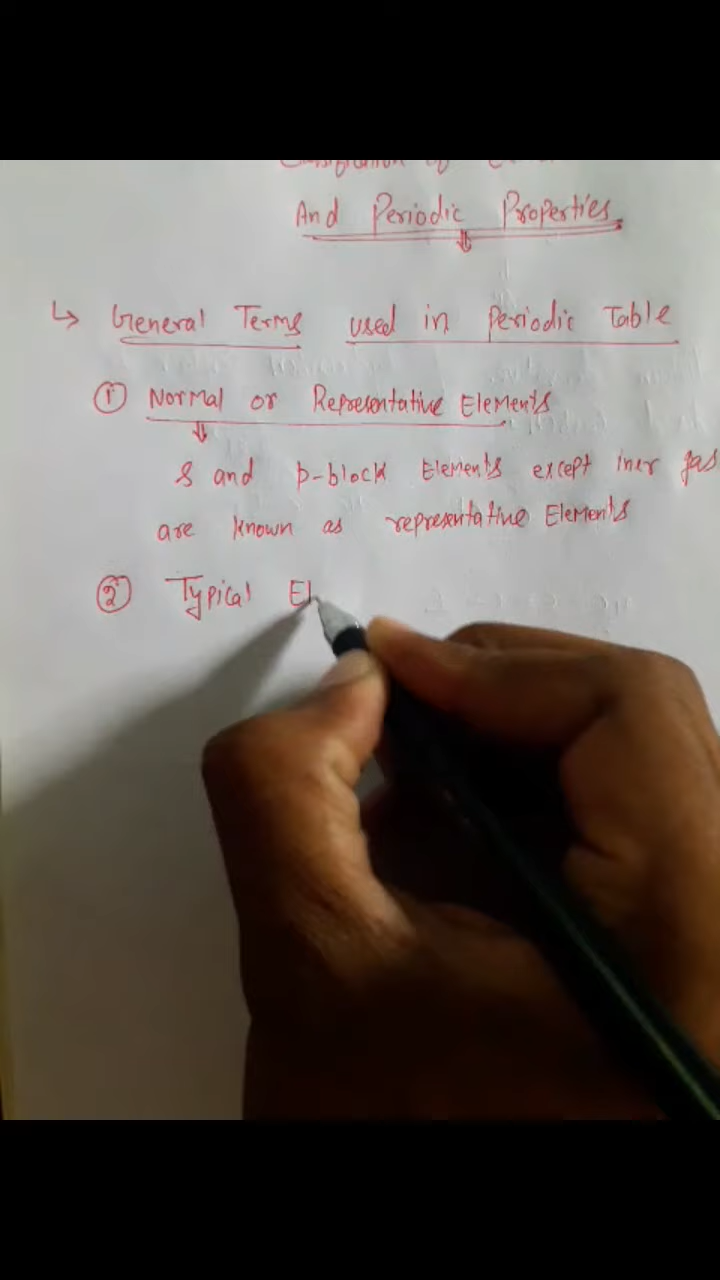 And Periodic Properties
↳ General Terms used in Periodic Table
① Normal or Representative Elements
S and p-block Elements except iner gas
are known as representative Elements
② Typical El